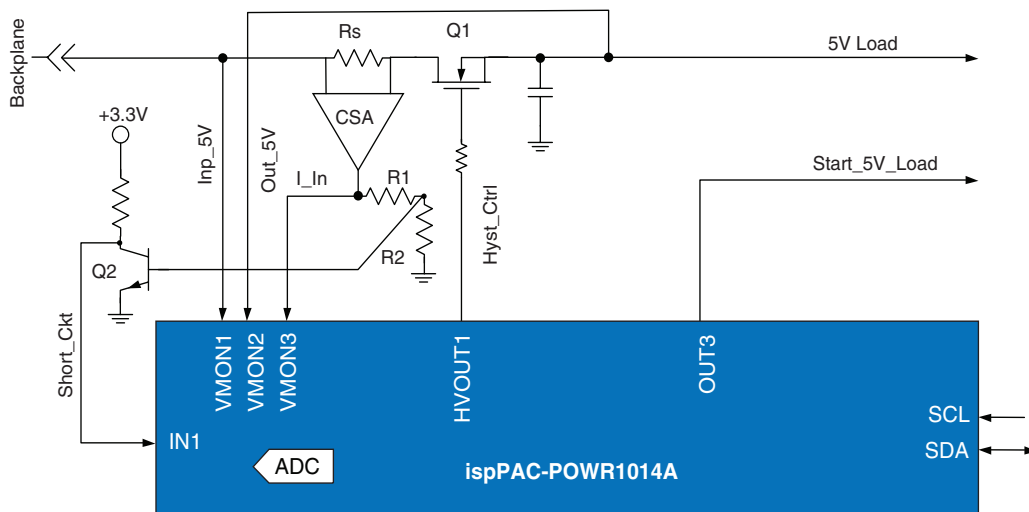 Rs
Q1
5V Load
Backplane
CSA
+3.3V
Inp_5V
Out_5V
I_In
R1
Start_5V_Load
Hyst_Ctrl
R2
Q2
Short_Ckt
VMON1
VMON2
VMON3
HVOUT1
OUT3
SCL
IN1
SDA
ADC
ispPAC-POWR1014A